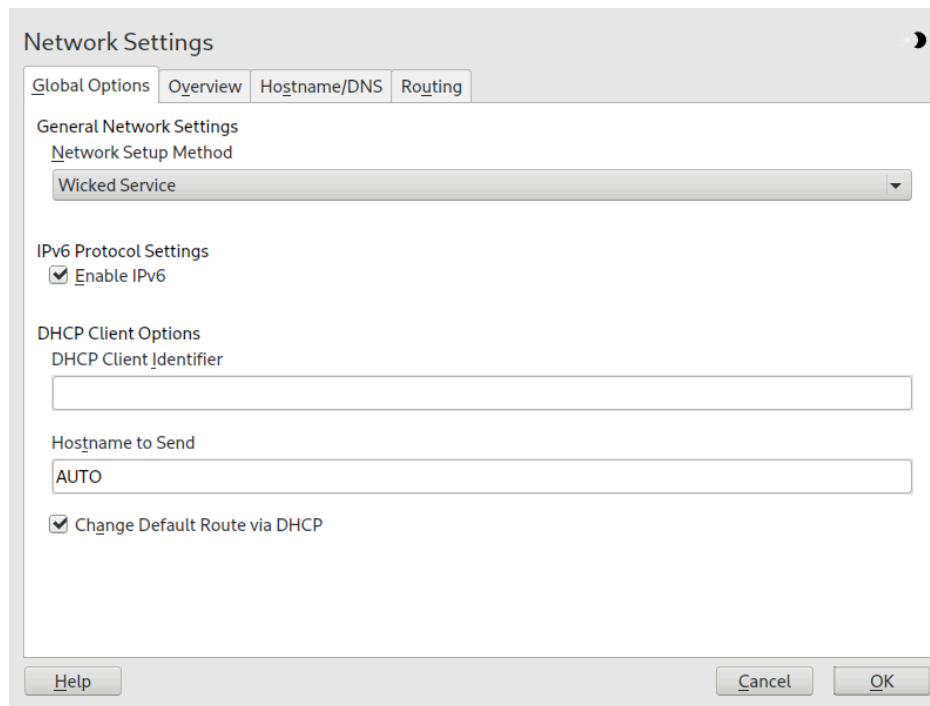 Network Settings
Global Options Overview Hostname/DNS Routing
General Network Settings
Network Setup Method
Wicked Service
IPv6 Protocol Settings
Enable IPv6
DHCP Client Options
DHCP Client Identifier
Hostname to Send
AUTO
Change Default Route via DHCP
Help Cancel OK